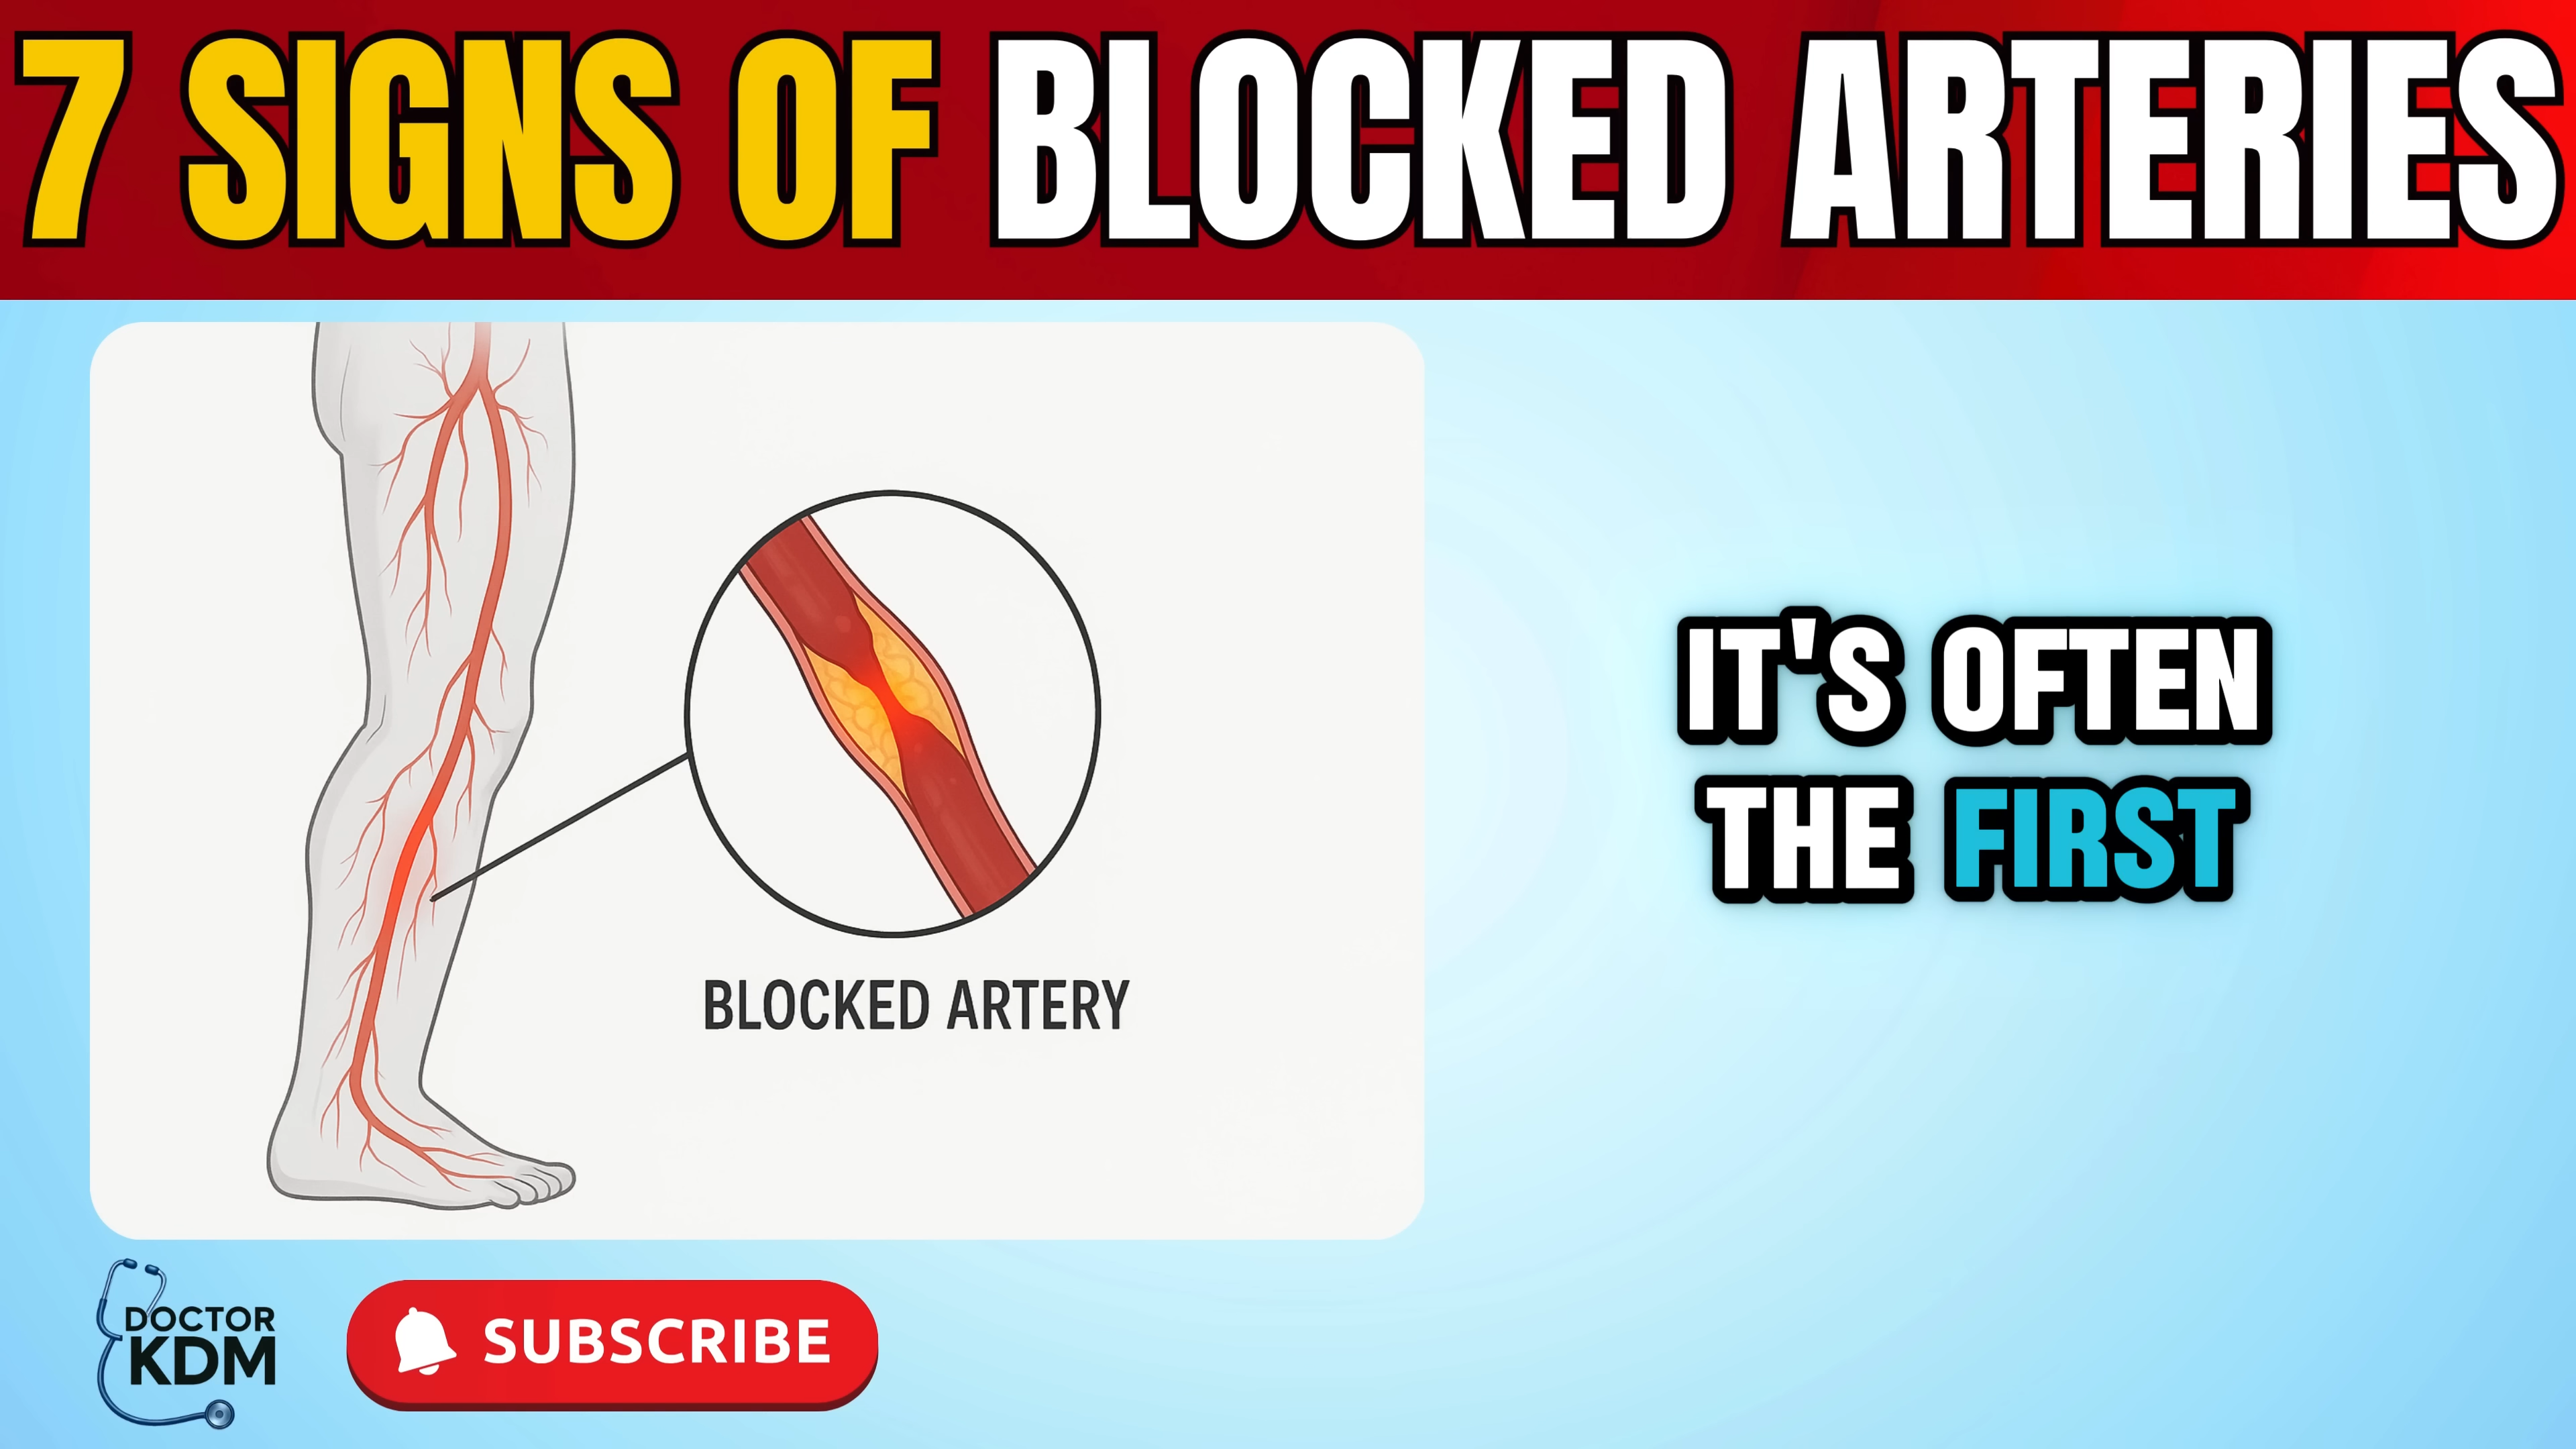 7 SIGNS OF BLOCKED ARTERIES
IT'S OFTEN
THE FIRST
BLOCKED ARTERY
DOCTOR
KDM
SUBSCRIBE